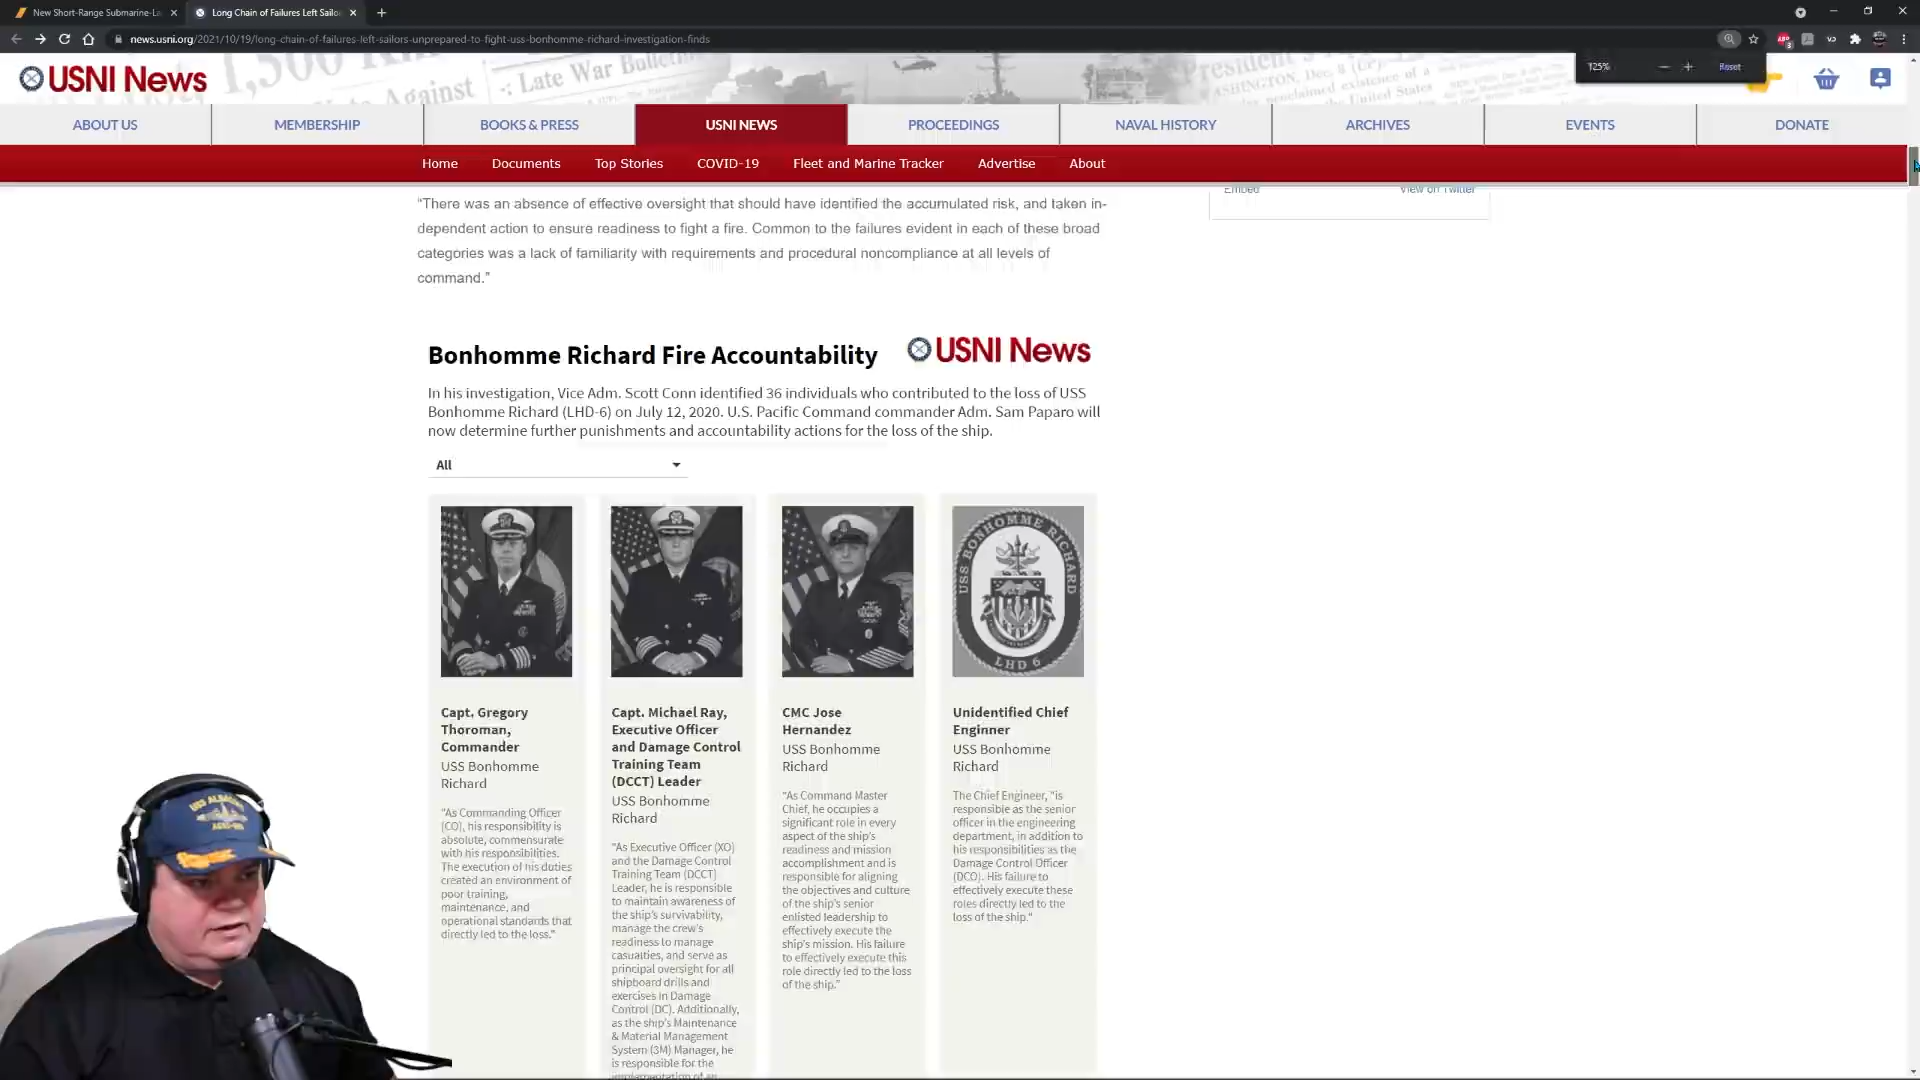 New Short-Range Submarine-La
Long Chain of Failures Left Sailo
news.usni.org/2021/10/19/long-chain-of-failures-left-sailors-unprepared-to-fight-uss-bonhomme-richard-investigation-finds
125%
Reset
USNI News
Late War Bulletin
Against
President
ABOUT US
MEMBERSHIP
BOOKS & PRESS
USNI NEWS
PROCEEDINGS
NAVAL HISTORY
ARCHIVES
EVENTS
DONATE
Home
Documents
Top Stories
COVID-19
Fleet and Marine Tracker
Advertise
About
“There was an absence of effective oversight that should have identified the accumulated risk, and taken in-
dependent action to ensure readiness to fight a fire. Common to the failures evident in each of these broad
categories was a lack of familiarity with requirements and procedural noncompliance at all levels of
command.”
Embed
View on Twitter
Bonhomme Richard Fire Accountability
USNI News
In his investigation, Vice Adm. Scott Conn identified 36 individuals who contributed to the loss of USS
Bonhomme Richard (LHD-6) on July 12, 2020. U.S. Pacific Command commander Adm. Sam Paparo will
now determine further punishments and accountability actions for the loss of the ship.
All
Capt. Gregory
Thoroman,
Commander
USS Bonhomme
Richard
"As Commanding Officer
(CO), his responsibility is
absolute, commensurate
with his responsibilities.
The execution of his duties
created an environment of
poor training,
maintenance, and
operational standards that
directly led to the loss."
Capt. Michael Ray,
Executive Officer
and Damage Control
Training Team
(DCCT) Leader
USS Bonhomme
Richard
"As Executive Officer (XO)
and the Damage Control
Training Team (DCCT)
Leader, he is responsible
to maintain awareness of
the ship's survivability,
manage the crew's
readiness to manage
casualties, and serve as
principal oversight for all
shipboard drills and
exercises in Damage
Control (DC). Additionally,
as the ship's Maintenance
& Material Management
System (3M) Manager, he
is responsible for the
implementation of an
CMC Jose
Hernandez
USS Bonhomme
Richard
"As Command Master
Chief, he occupies a
significant role in every
aspect of the ship's
readiness and mission
accomplishment and is
responsible for aligning
the objectives and culture
of the ship's senior
enlisted leadership to
effectively execute the
ship's mission. His failure
to effectively execute this
role directly led to the loss
of the ship."
USS BONHOMME RICHARD
LHD 6
Unidentified Chief
Enginner
USS Bonhomme
Richard
The Chief Engineer, "is
responsible as the senior
officer in the engineering
department, in addition to
his responsibilities as the
Damage Control Officer
(DCO). His failure to
effectively execute these
roles directly led to the
loss of the ship."